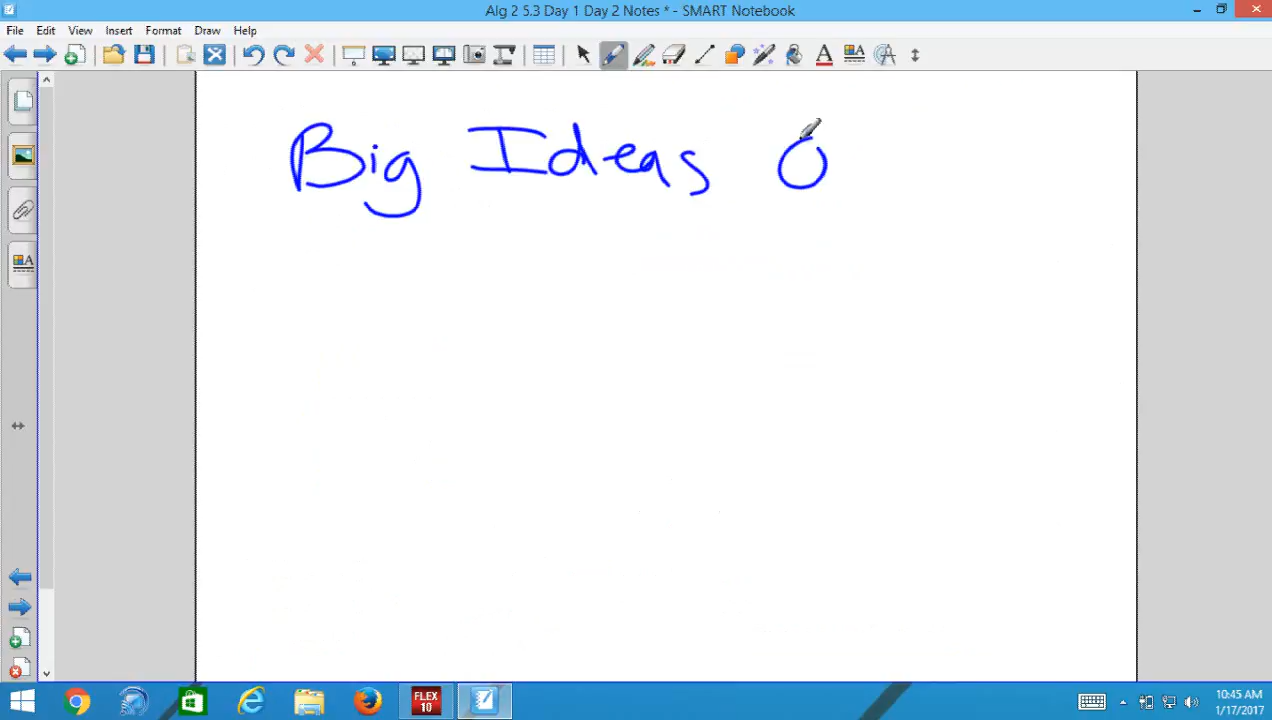 Alg 2 5.3 Day 1 Day 2 Notes * - SMART Notebook
File Edit View Insert Format Draw Help
Big Ideas O
FLEX
10
10:45 AM
1/17/2017